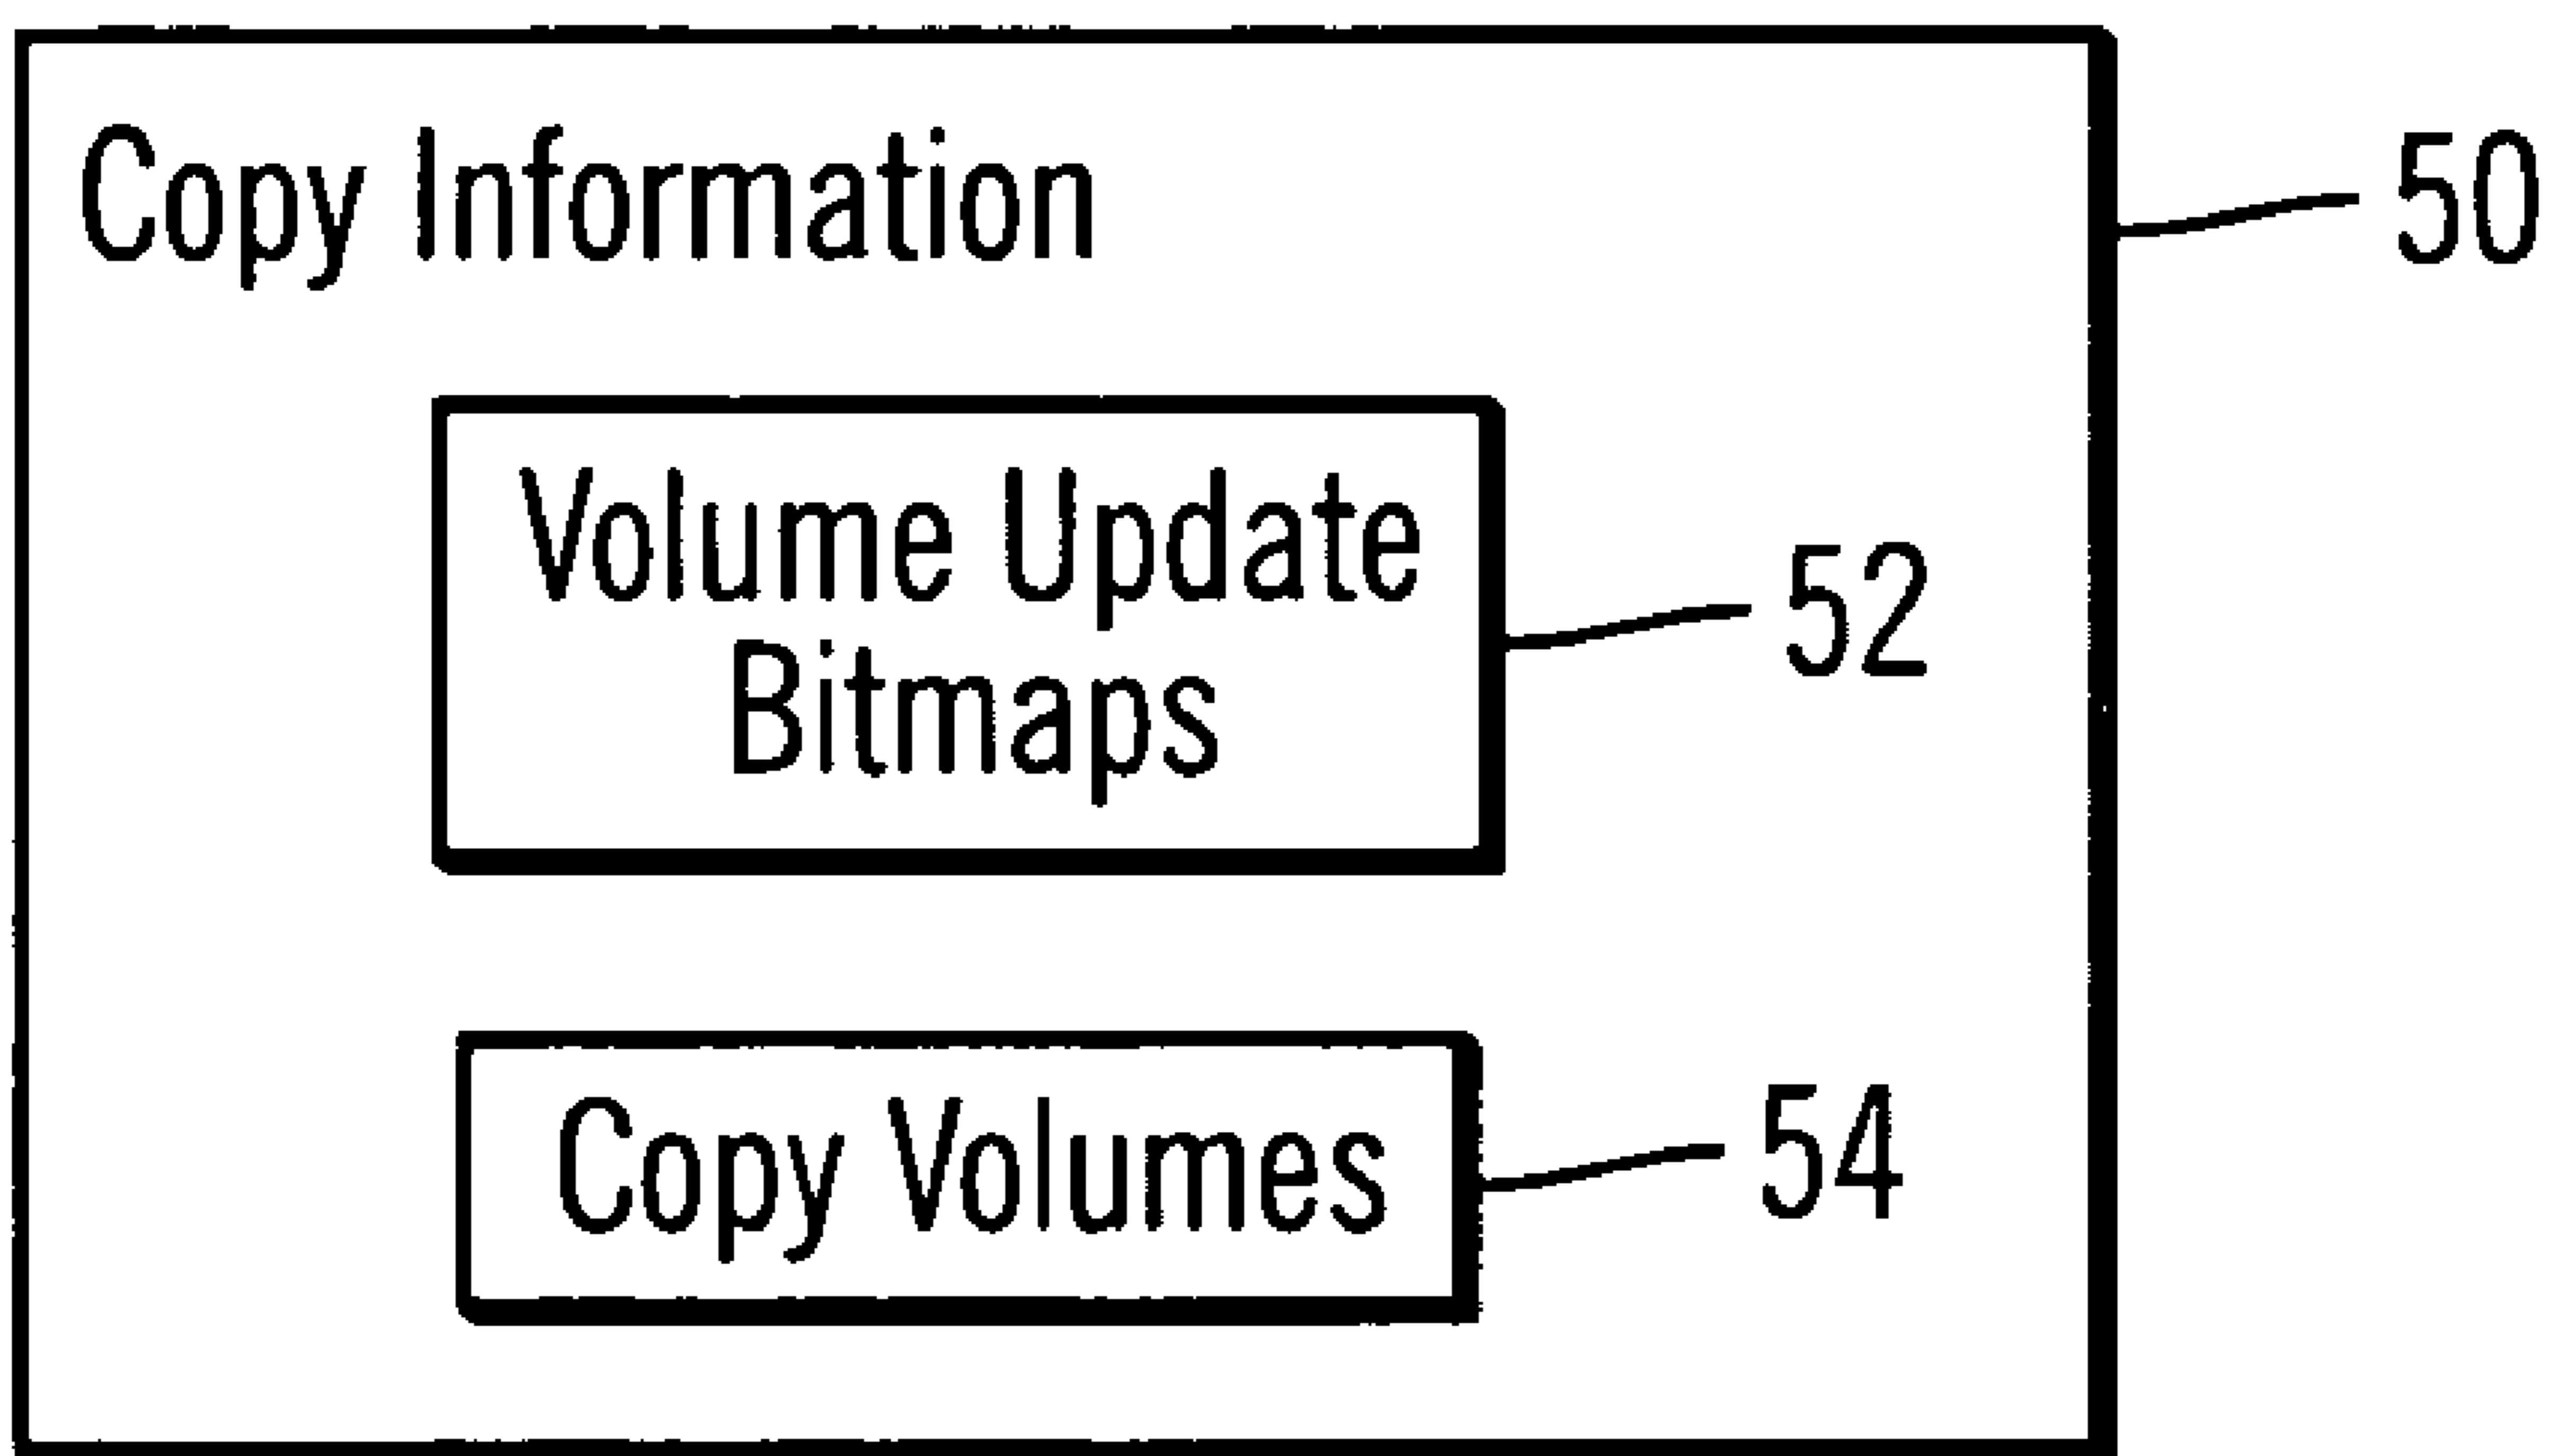 Copy Information
50
Volume Update
Bitmaps
52
Copy Volumes
54